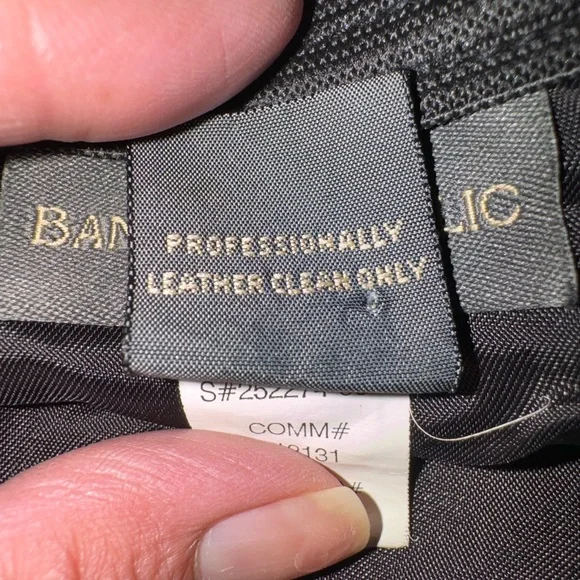 BAN LIC
PROFESSIONALLY
LEATHER CLEAN ONLY
COMM#